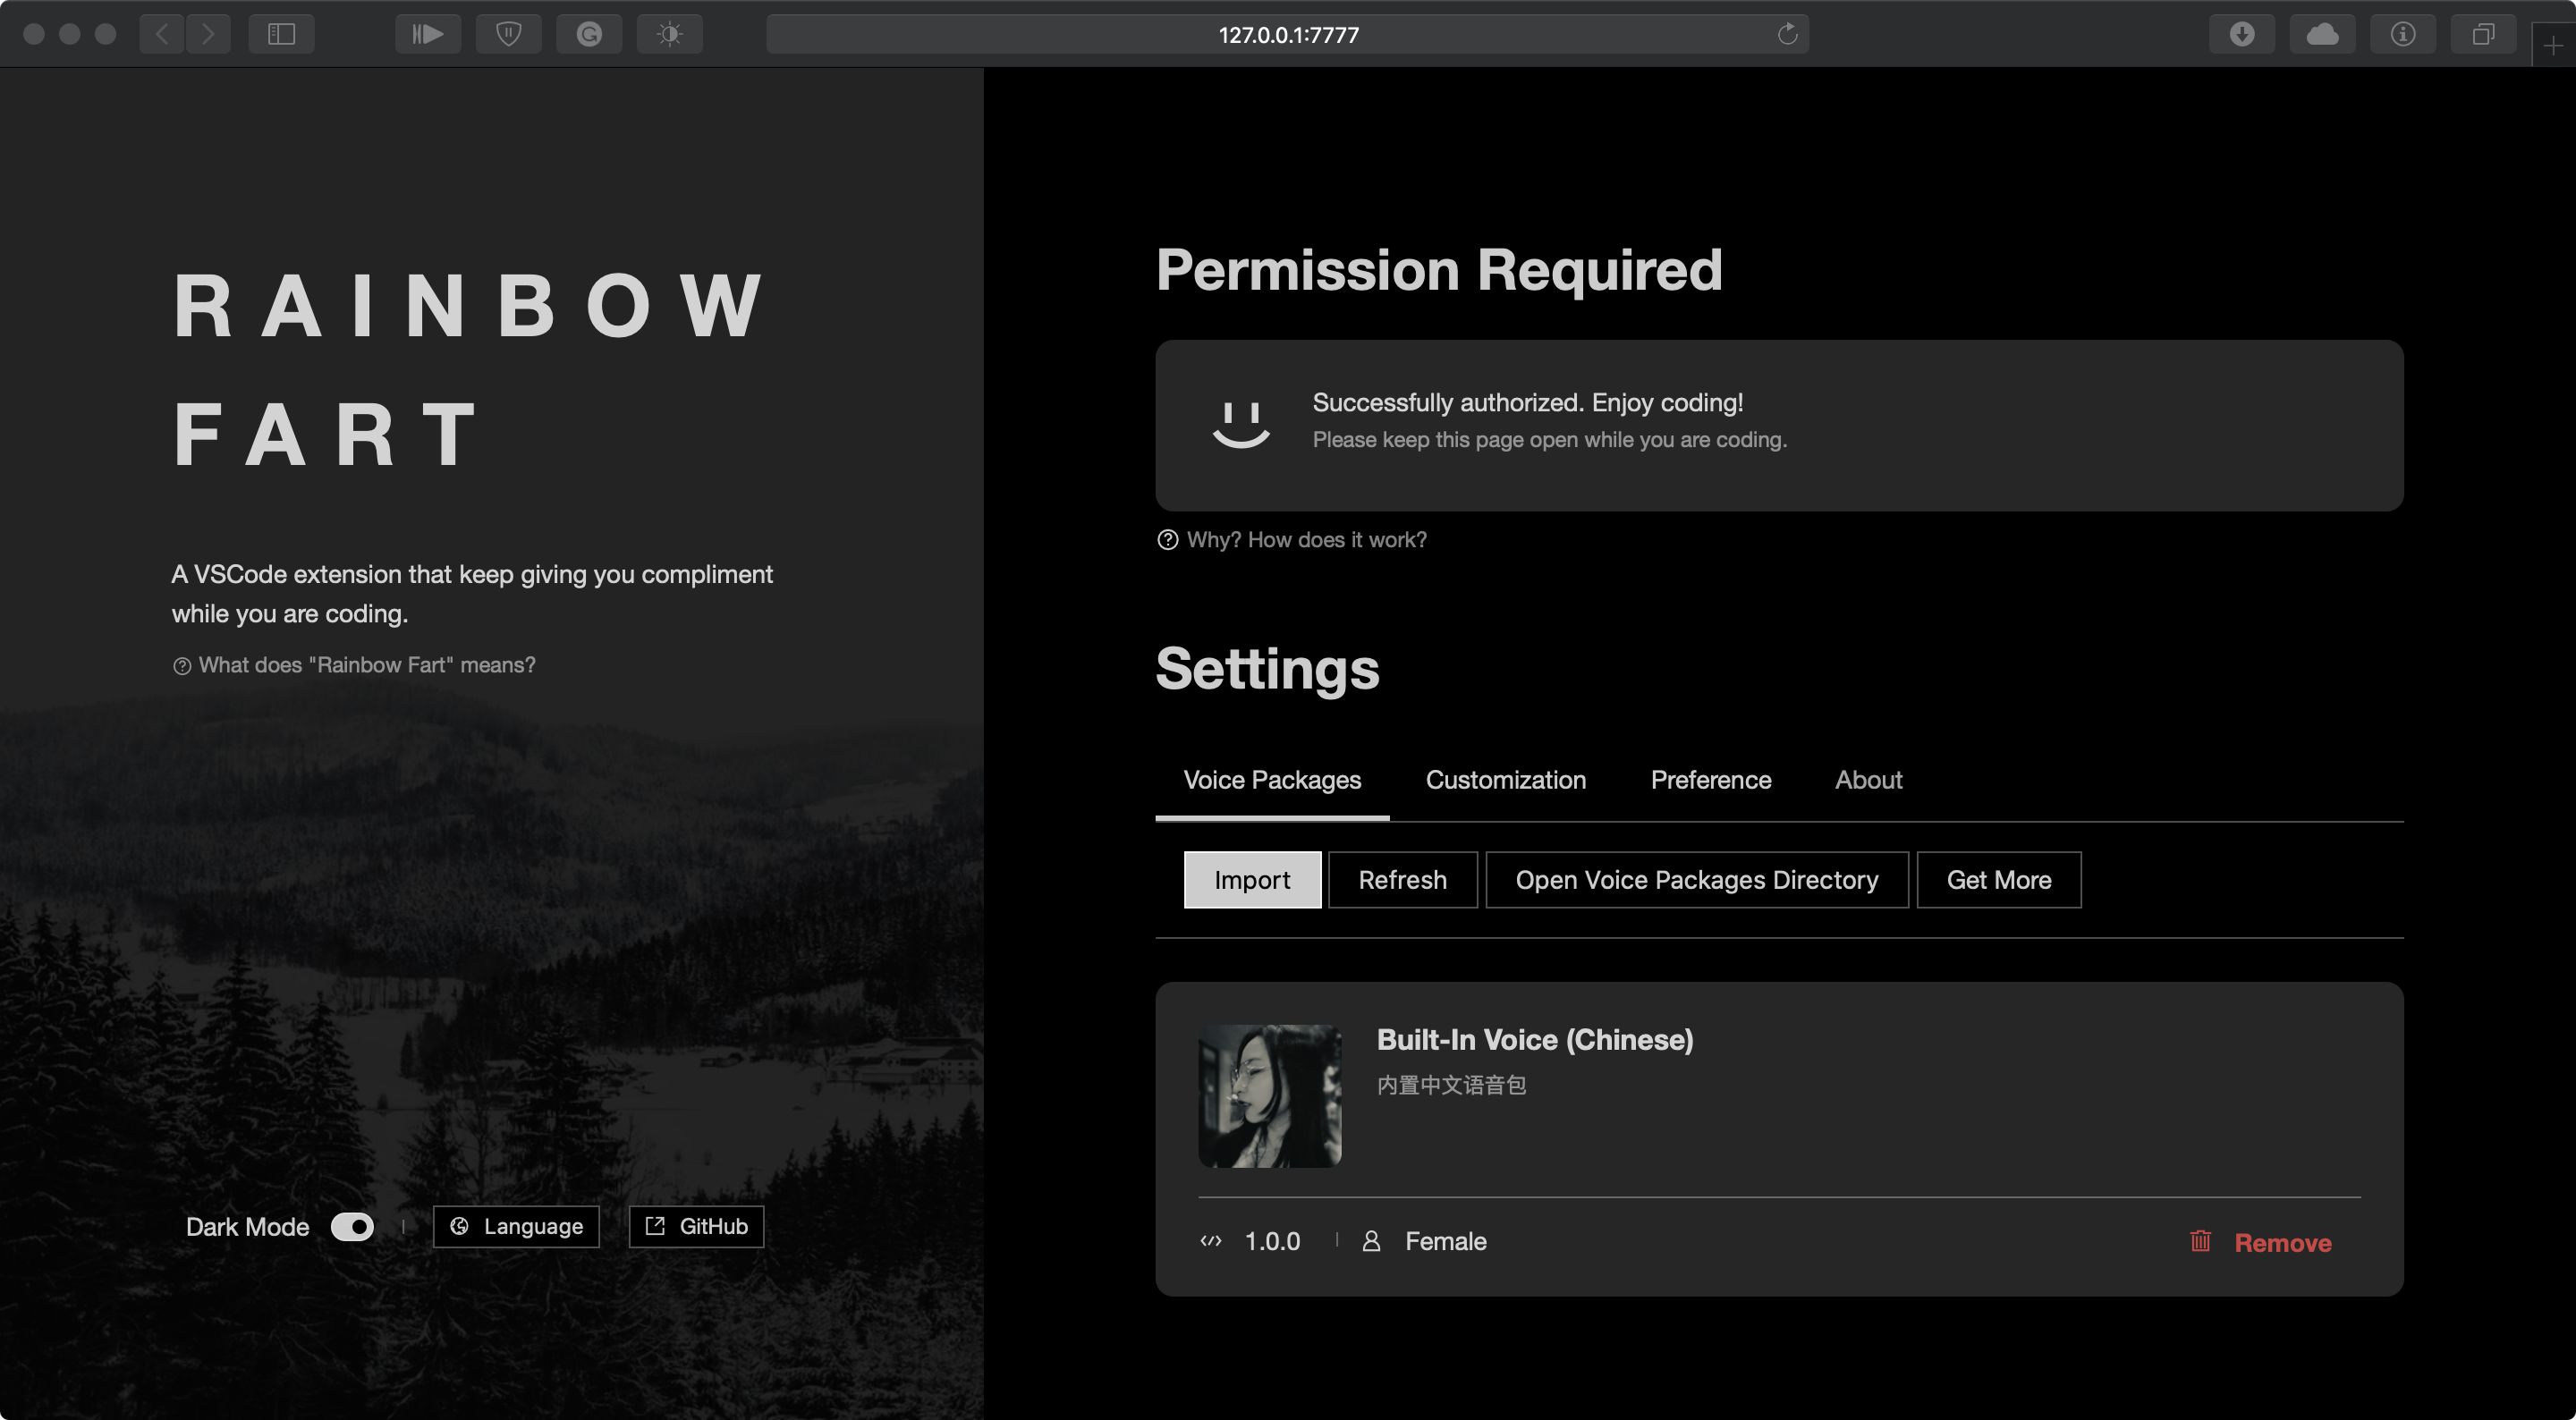 127.0.0.1:7777
RAINBOW
FART
A VSCode extension that keep giving you compliment
while you are coding.
What does "Rainbow Fart" means?
Dark Mode
Language
GitHub
Permission Required
Successfully authorized. Enjoy coding!
Please keep this page open while you are coding.
Why? How does it work?
Settings
Voice Packages Customization Preference About
Import Refresh Open Voice Packages Directory Get More
Built-In Voice (Chinese)
内置中文语音包
1.0.0 Female Remove